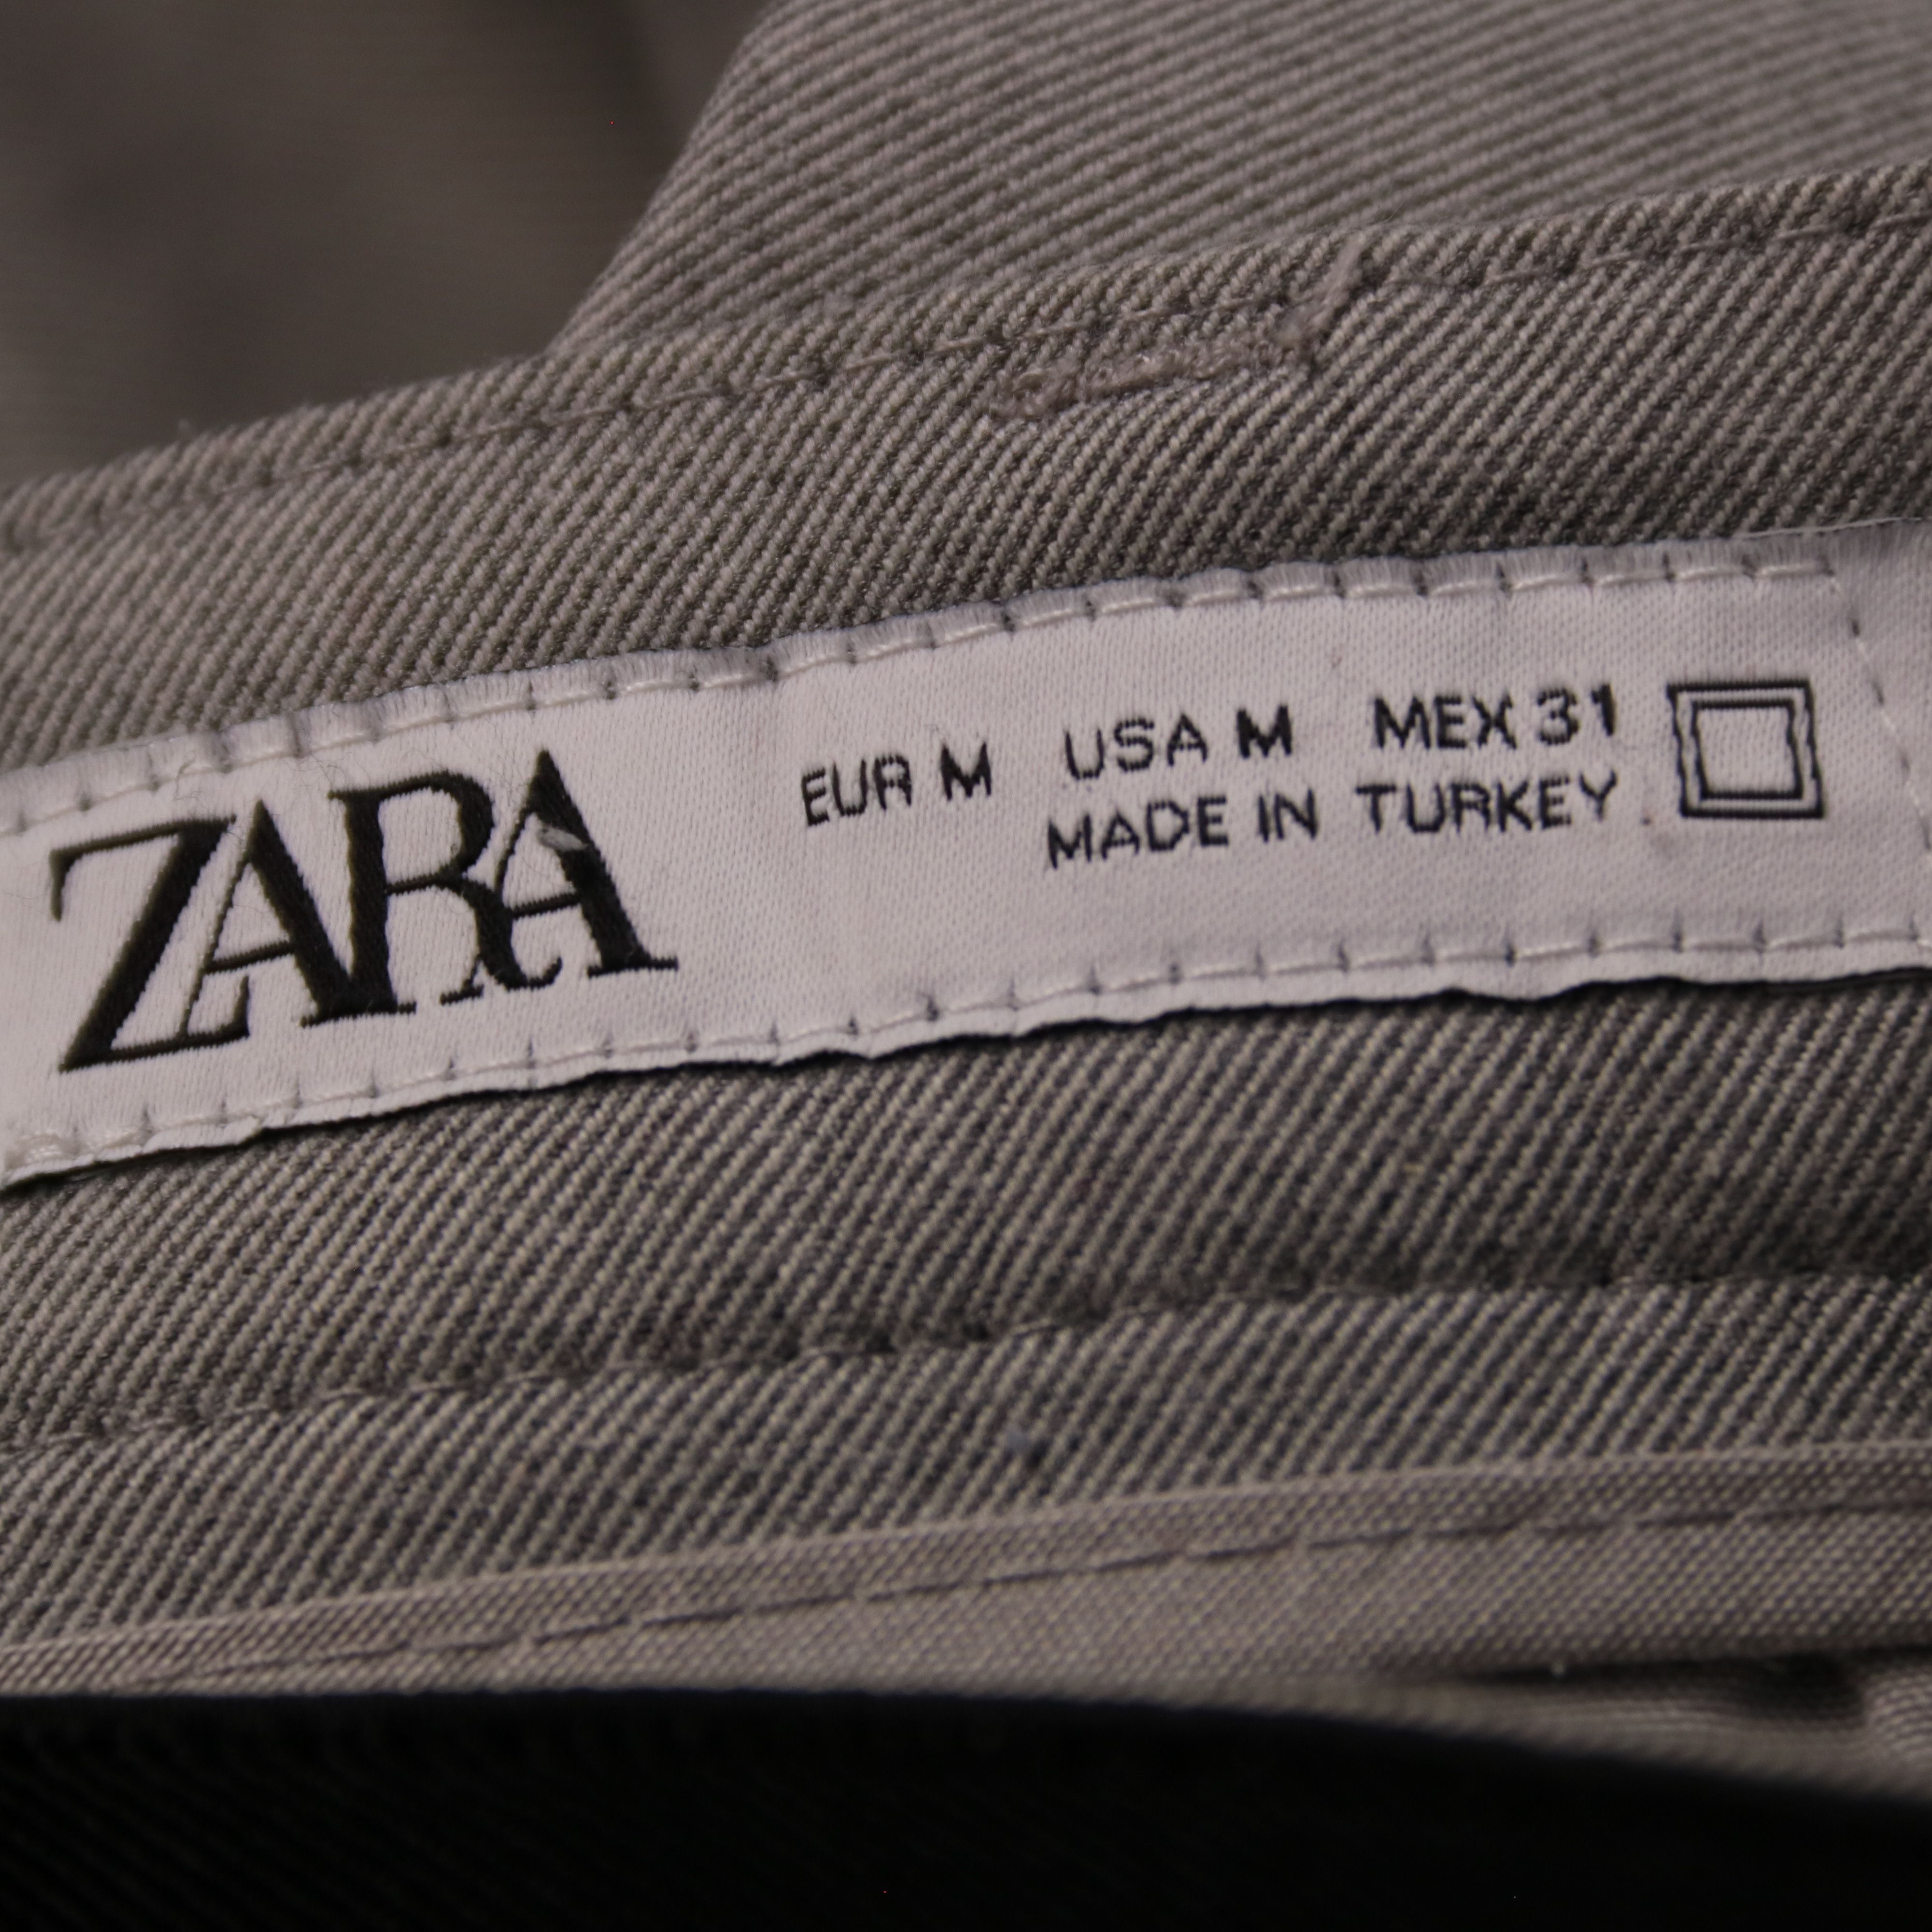 ZARA
EUR M USA M MEX 31
MADE IN TURKEY